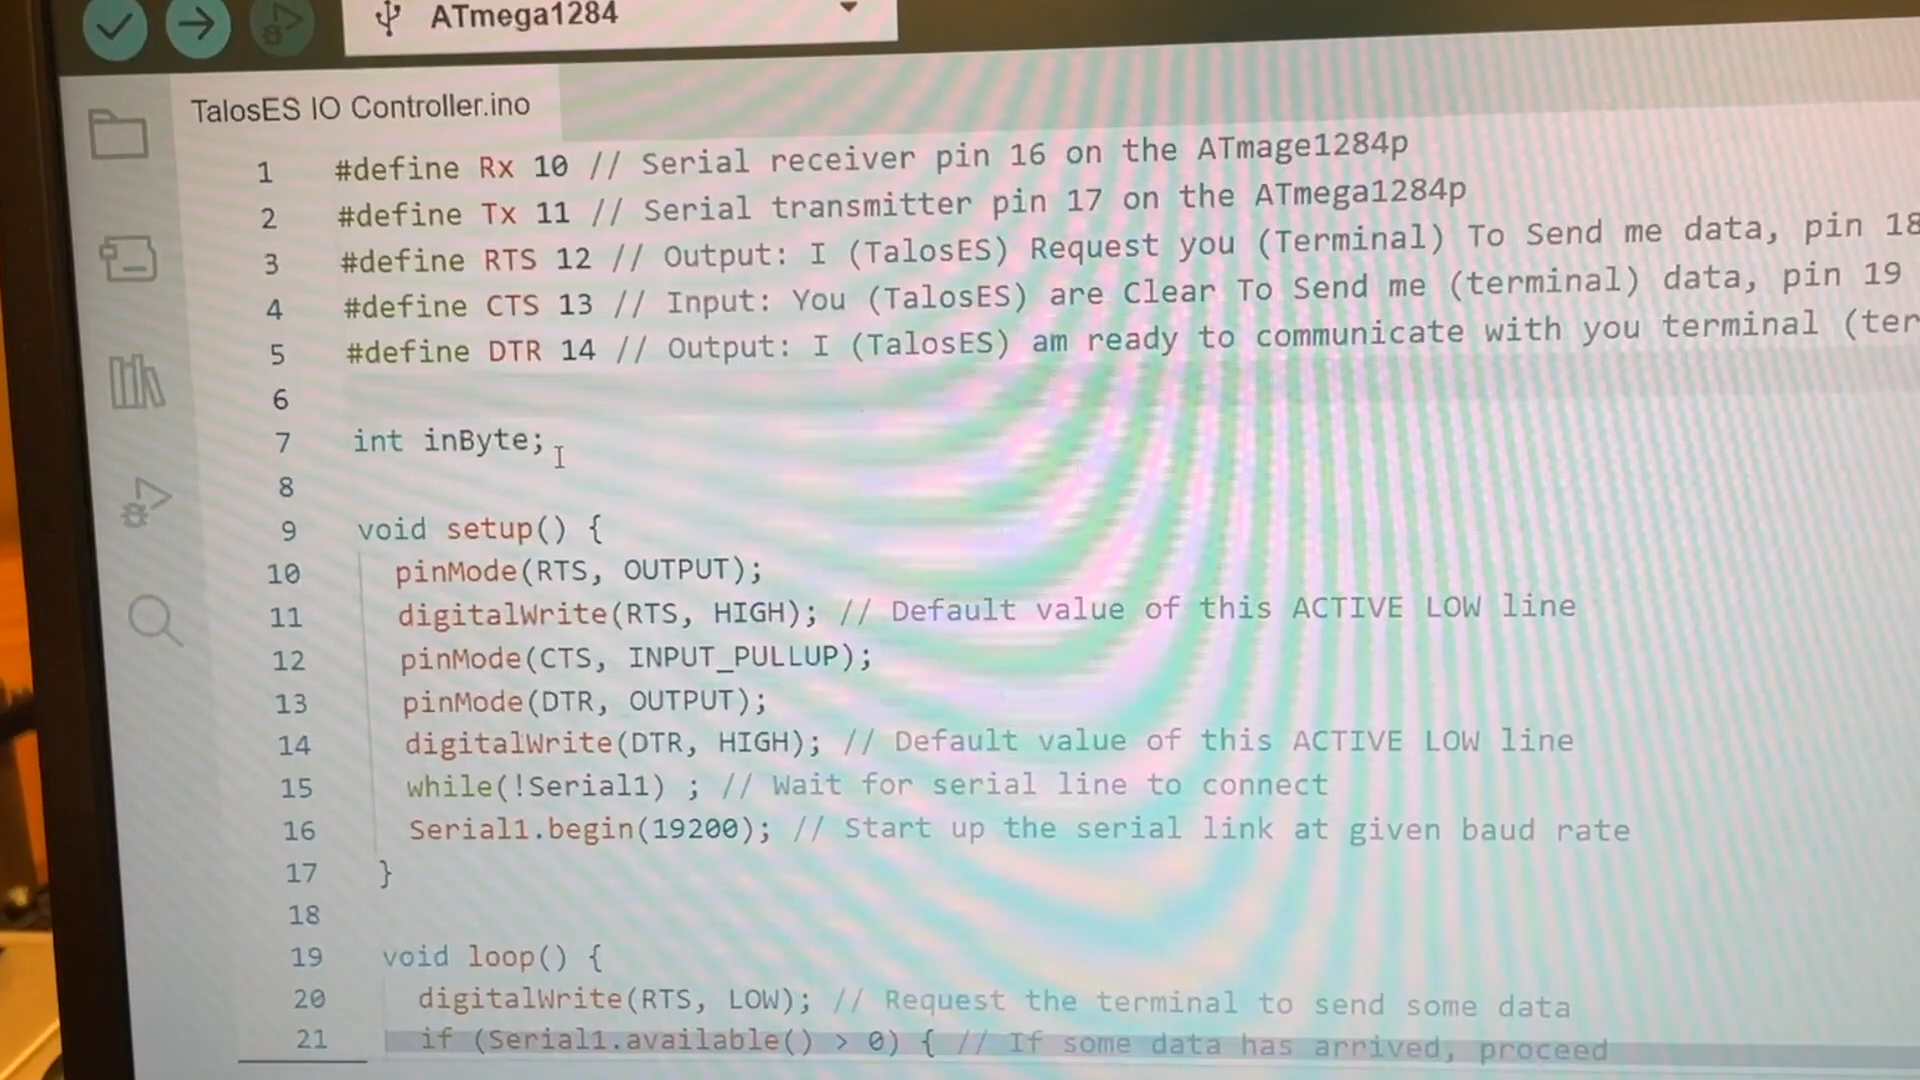 ATmega1284
TalosES IO Controller.ino
1 #define Rx 10 // Serial receiver pin 16 on the ATmage1284p
2 #define Tx 11 // Serial transmitter pin 17 on the ATmega1284p
3 #define RTS 12 // Output: I (TalosES) Request you (Terminal) To Send me data, pin 18
4 #define CTS 13 // Input: You (TalosES) are Clear To Send me (terminal) data, pin 19
5 #define DTR 14 // Output: I (TalosES) am ready to communicate with you terminal (ter
6
7 int inByte;
8
9 void setup() {
10 pinMode(RTS, OUTPUT);
11 digitalWrite(RTS, HIGH); // Default value of this ACTIVE LOW line
12 pinMode(CTS, INPUT_PULLUP);
13 pinMode(DTR, OUTPUT);
14 digitalWrite(DTR, HIGH); // Default value of this ACTIVE LOW line
15 while(!Serial1) ; // Wait for serial line to connect
16 Serial1.begin(19200); // Start up the serial link at given baud rate
17 }
18
19 void loop() {
20 digitalWrite(RTS, LOW); // Request the terminal to send some data
21 if (Serial1.available() > 0) { // If some data has arrived, proceed